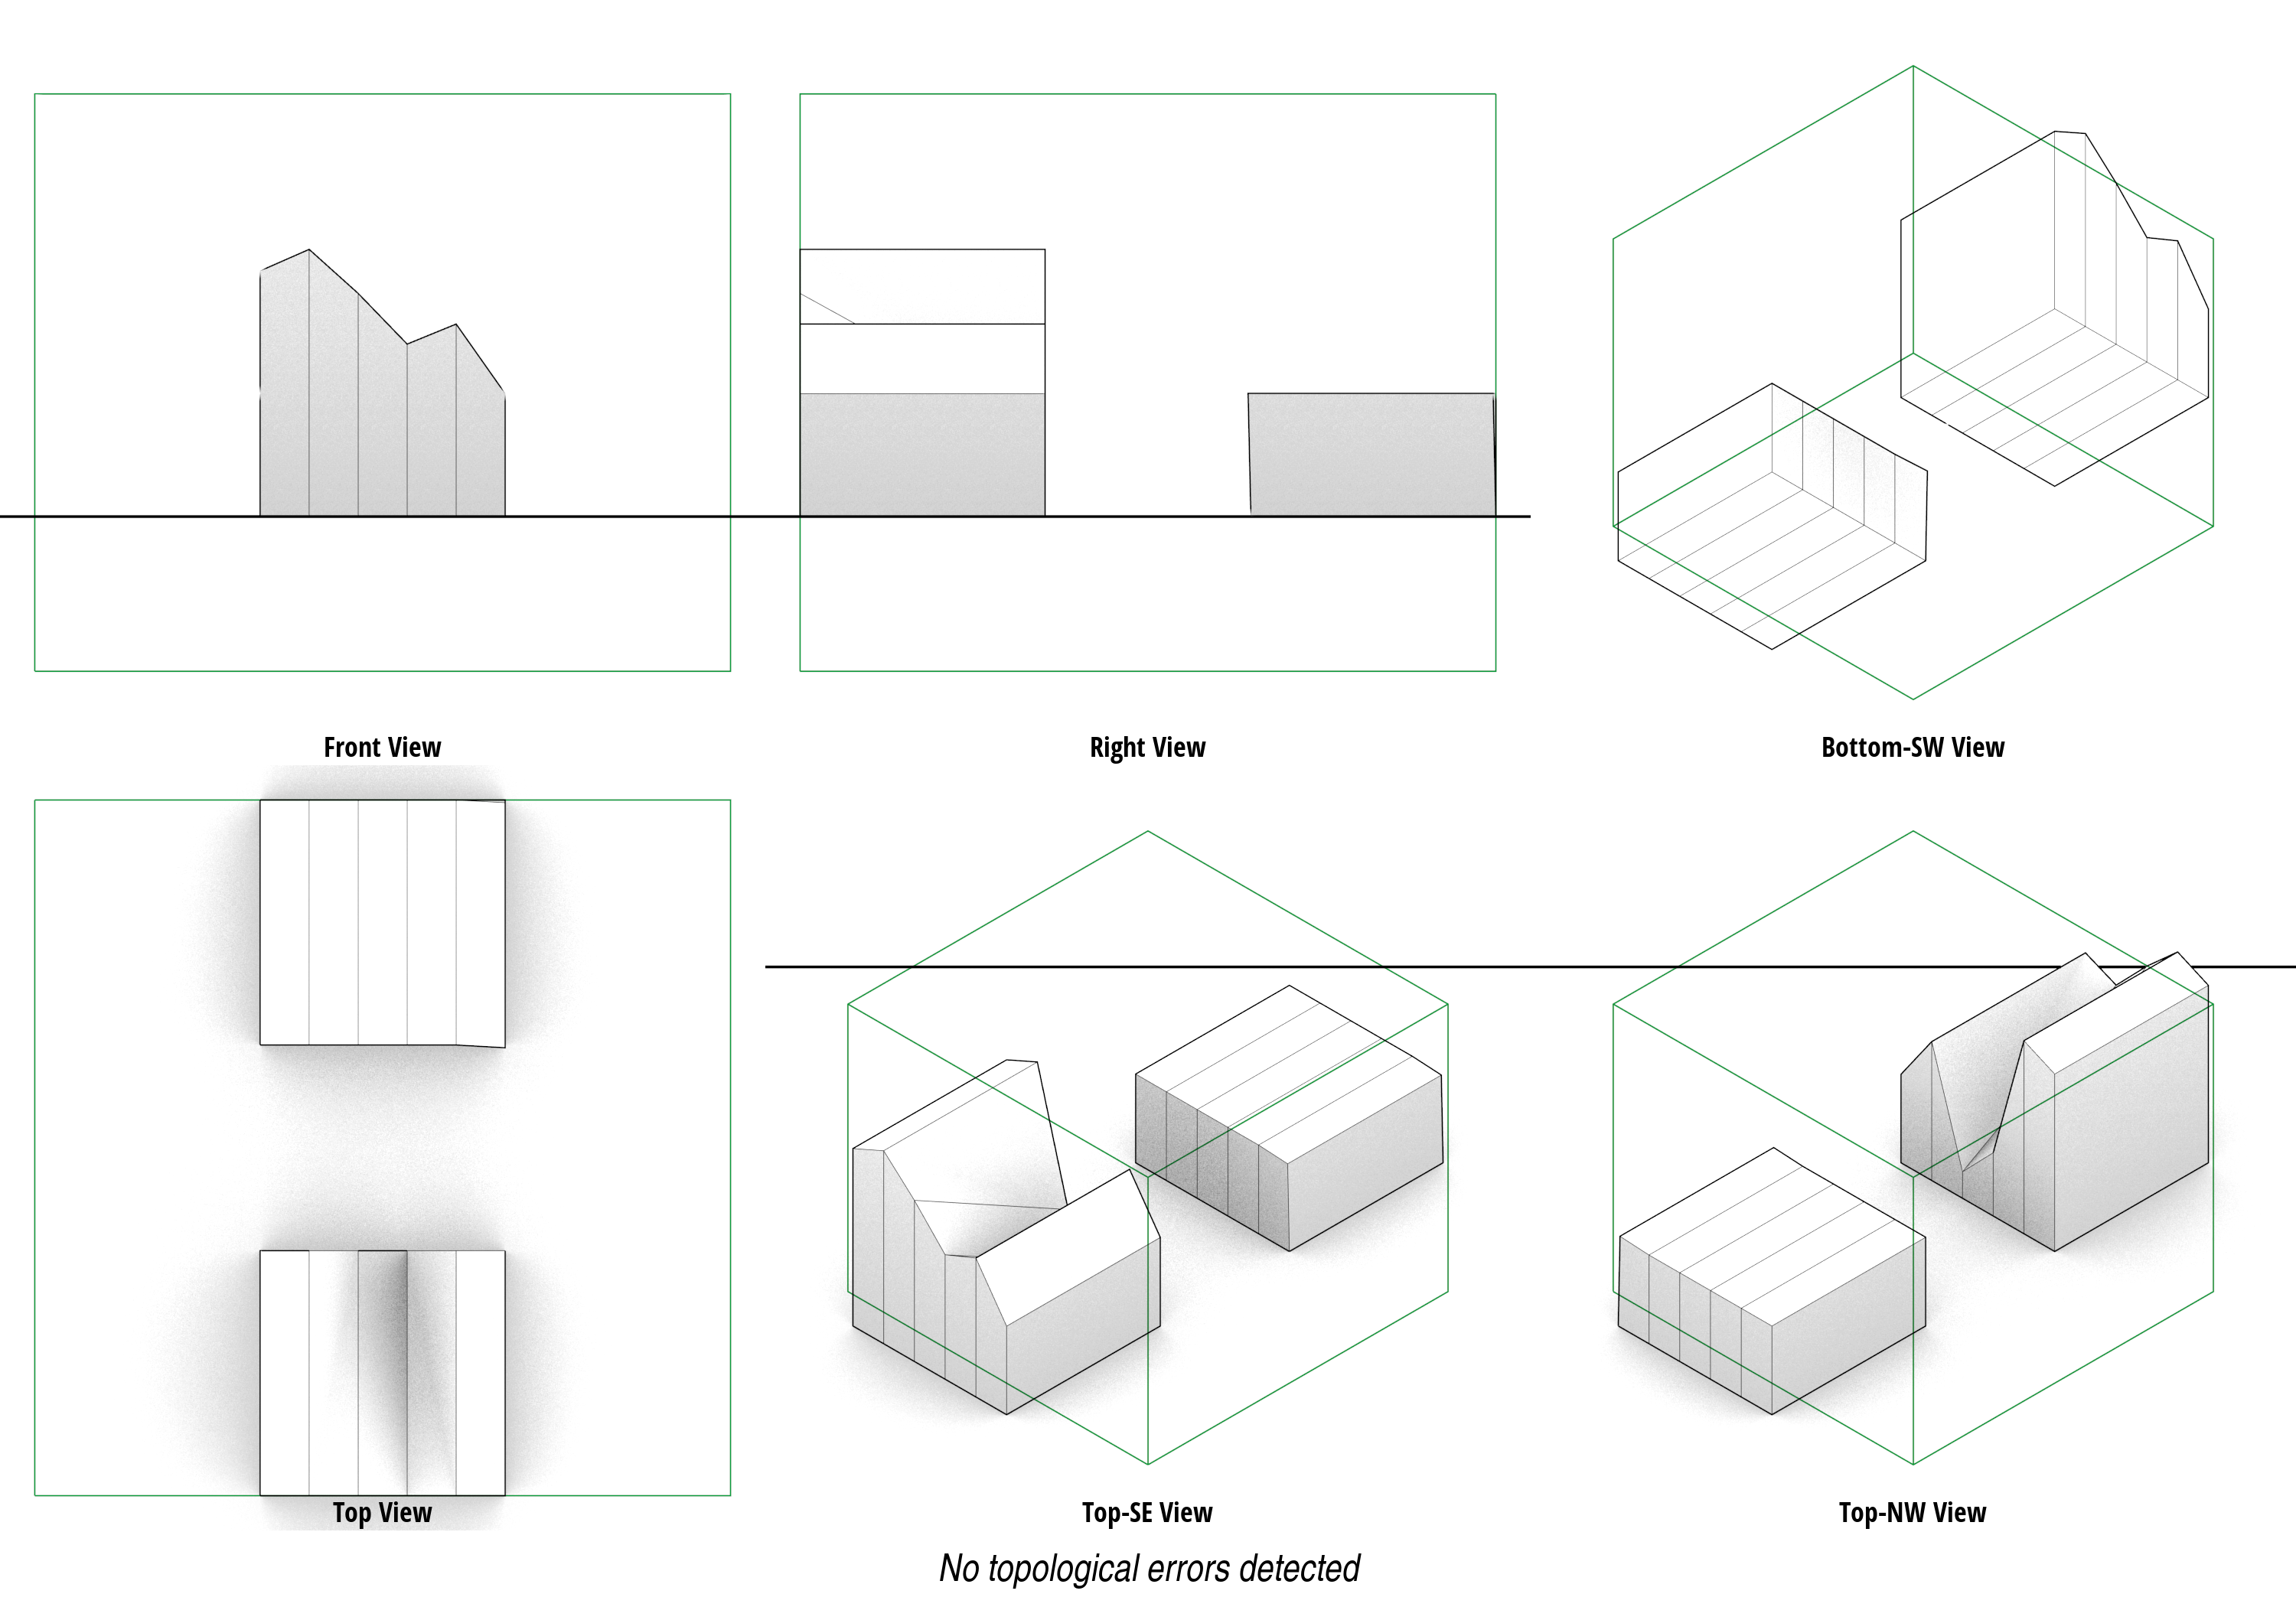 Front View
Right View
Bottom-SW View
Top View
Top-SE View
Top-NW View
No topological errors detected